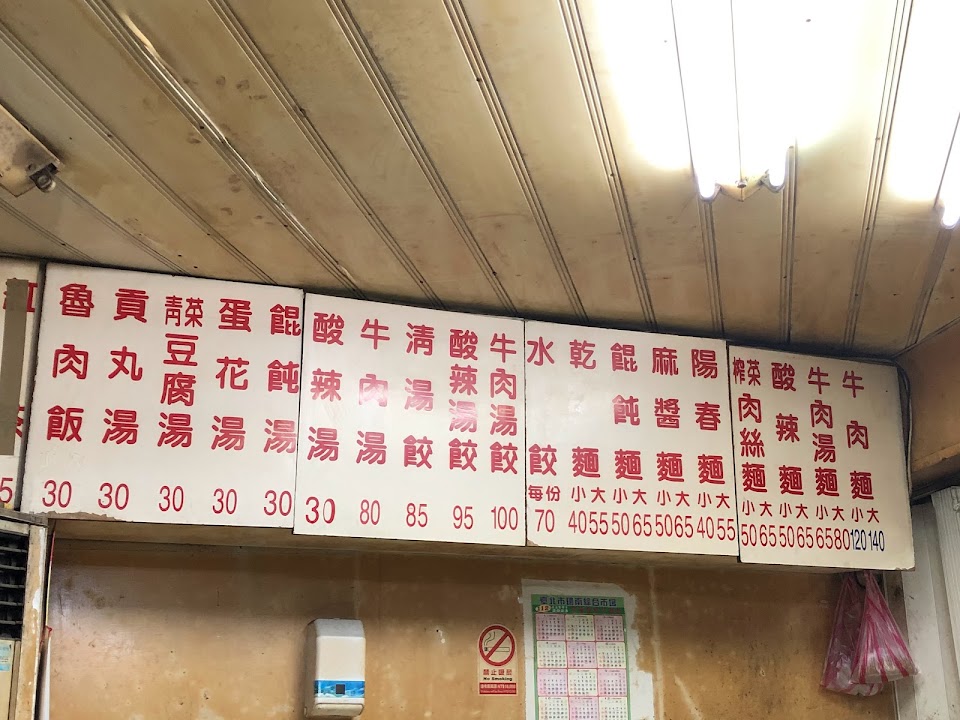 牛肉麵 小大 120 140
牛肉湯麵 小大 65 80
酸辣麵 小大 50 65
榨菜肉絲麵 小大 50 65
陽春麵 小大 40 55
麻醬麵 小大 50 65
餛飩麵 小大 50 65
乾麵 小大 40 55
水餃 每份 70
牛肉湯餃 100
酸辣湯餃 95
清湯餃 85
牛肉湯 80
酸辣湯 30
餛飩湯 30
蛋花湯 30
青菜豆腐湯 30
貢丸湯 30
魯肉飯 30
禁止吸菸
No Smoking